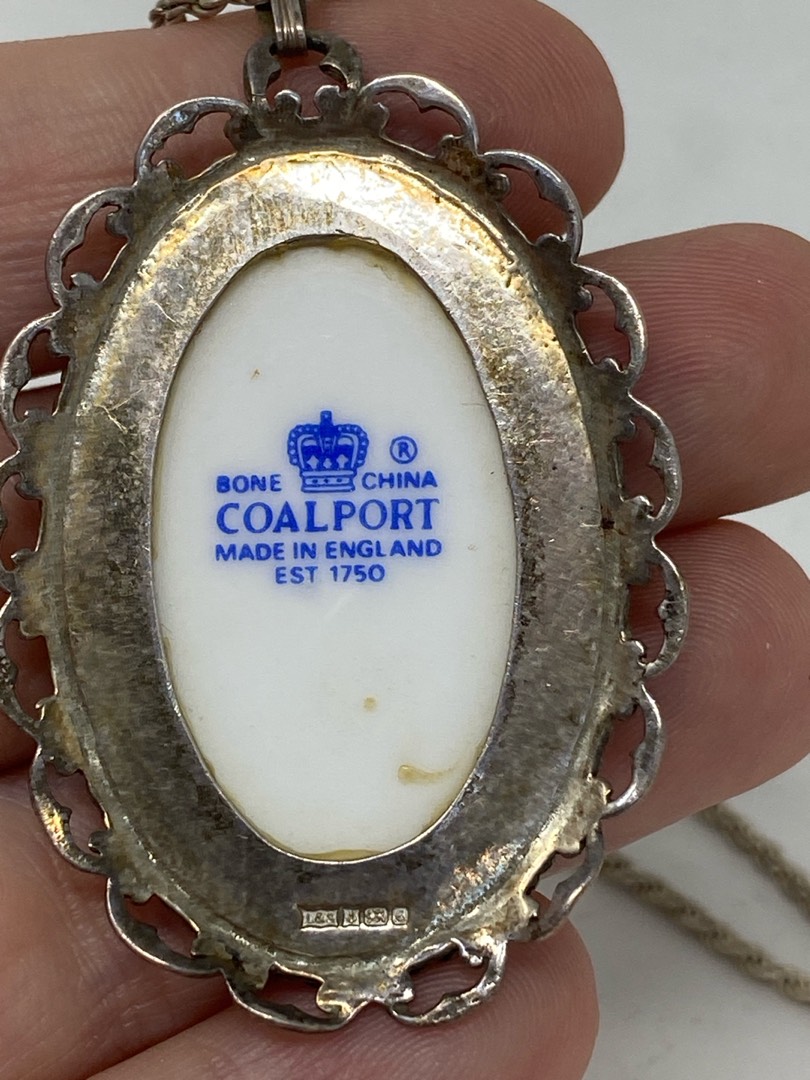 BONE CHINA ®
COALPORT
MADE IN ENGLAND
EST 1750